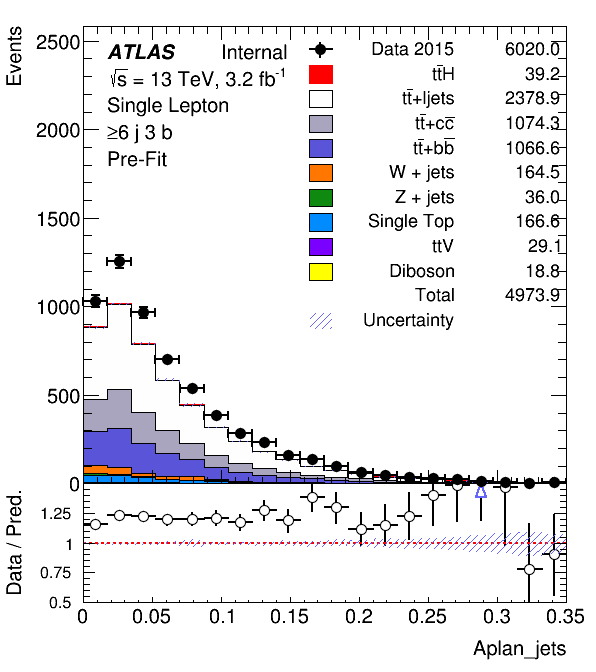 Events
2500
2000
1500
1000
500
0
ATLAS Internal
√s = 13 TeV, 3.2 fb⁻¹
Single Lepton
≥6 j 3 b
Pre-Fit
Data 2015 6020.0
tt̄H 39.2
tt̄+ljets 2378.9
tt̄+cc̄ 1074.3
tt̄+bb̄ 1066.6
W + jets 164.5
Z + jets 36.0
Single Top 166.6
ttV 29.1
Diboson 18.8
Total 4973.9
Uncertainty
Data / Pred.
1.25
1
0.75
0.5
0 0.05 0.1 0.15 0.2 0.25 0.3 0.35
Aplan_jets